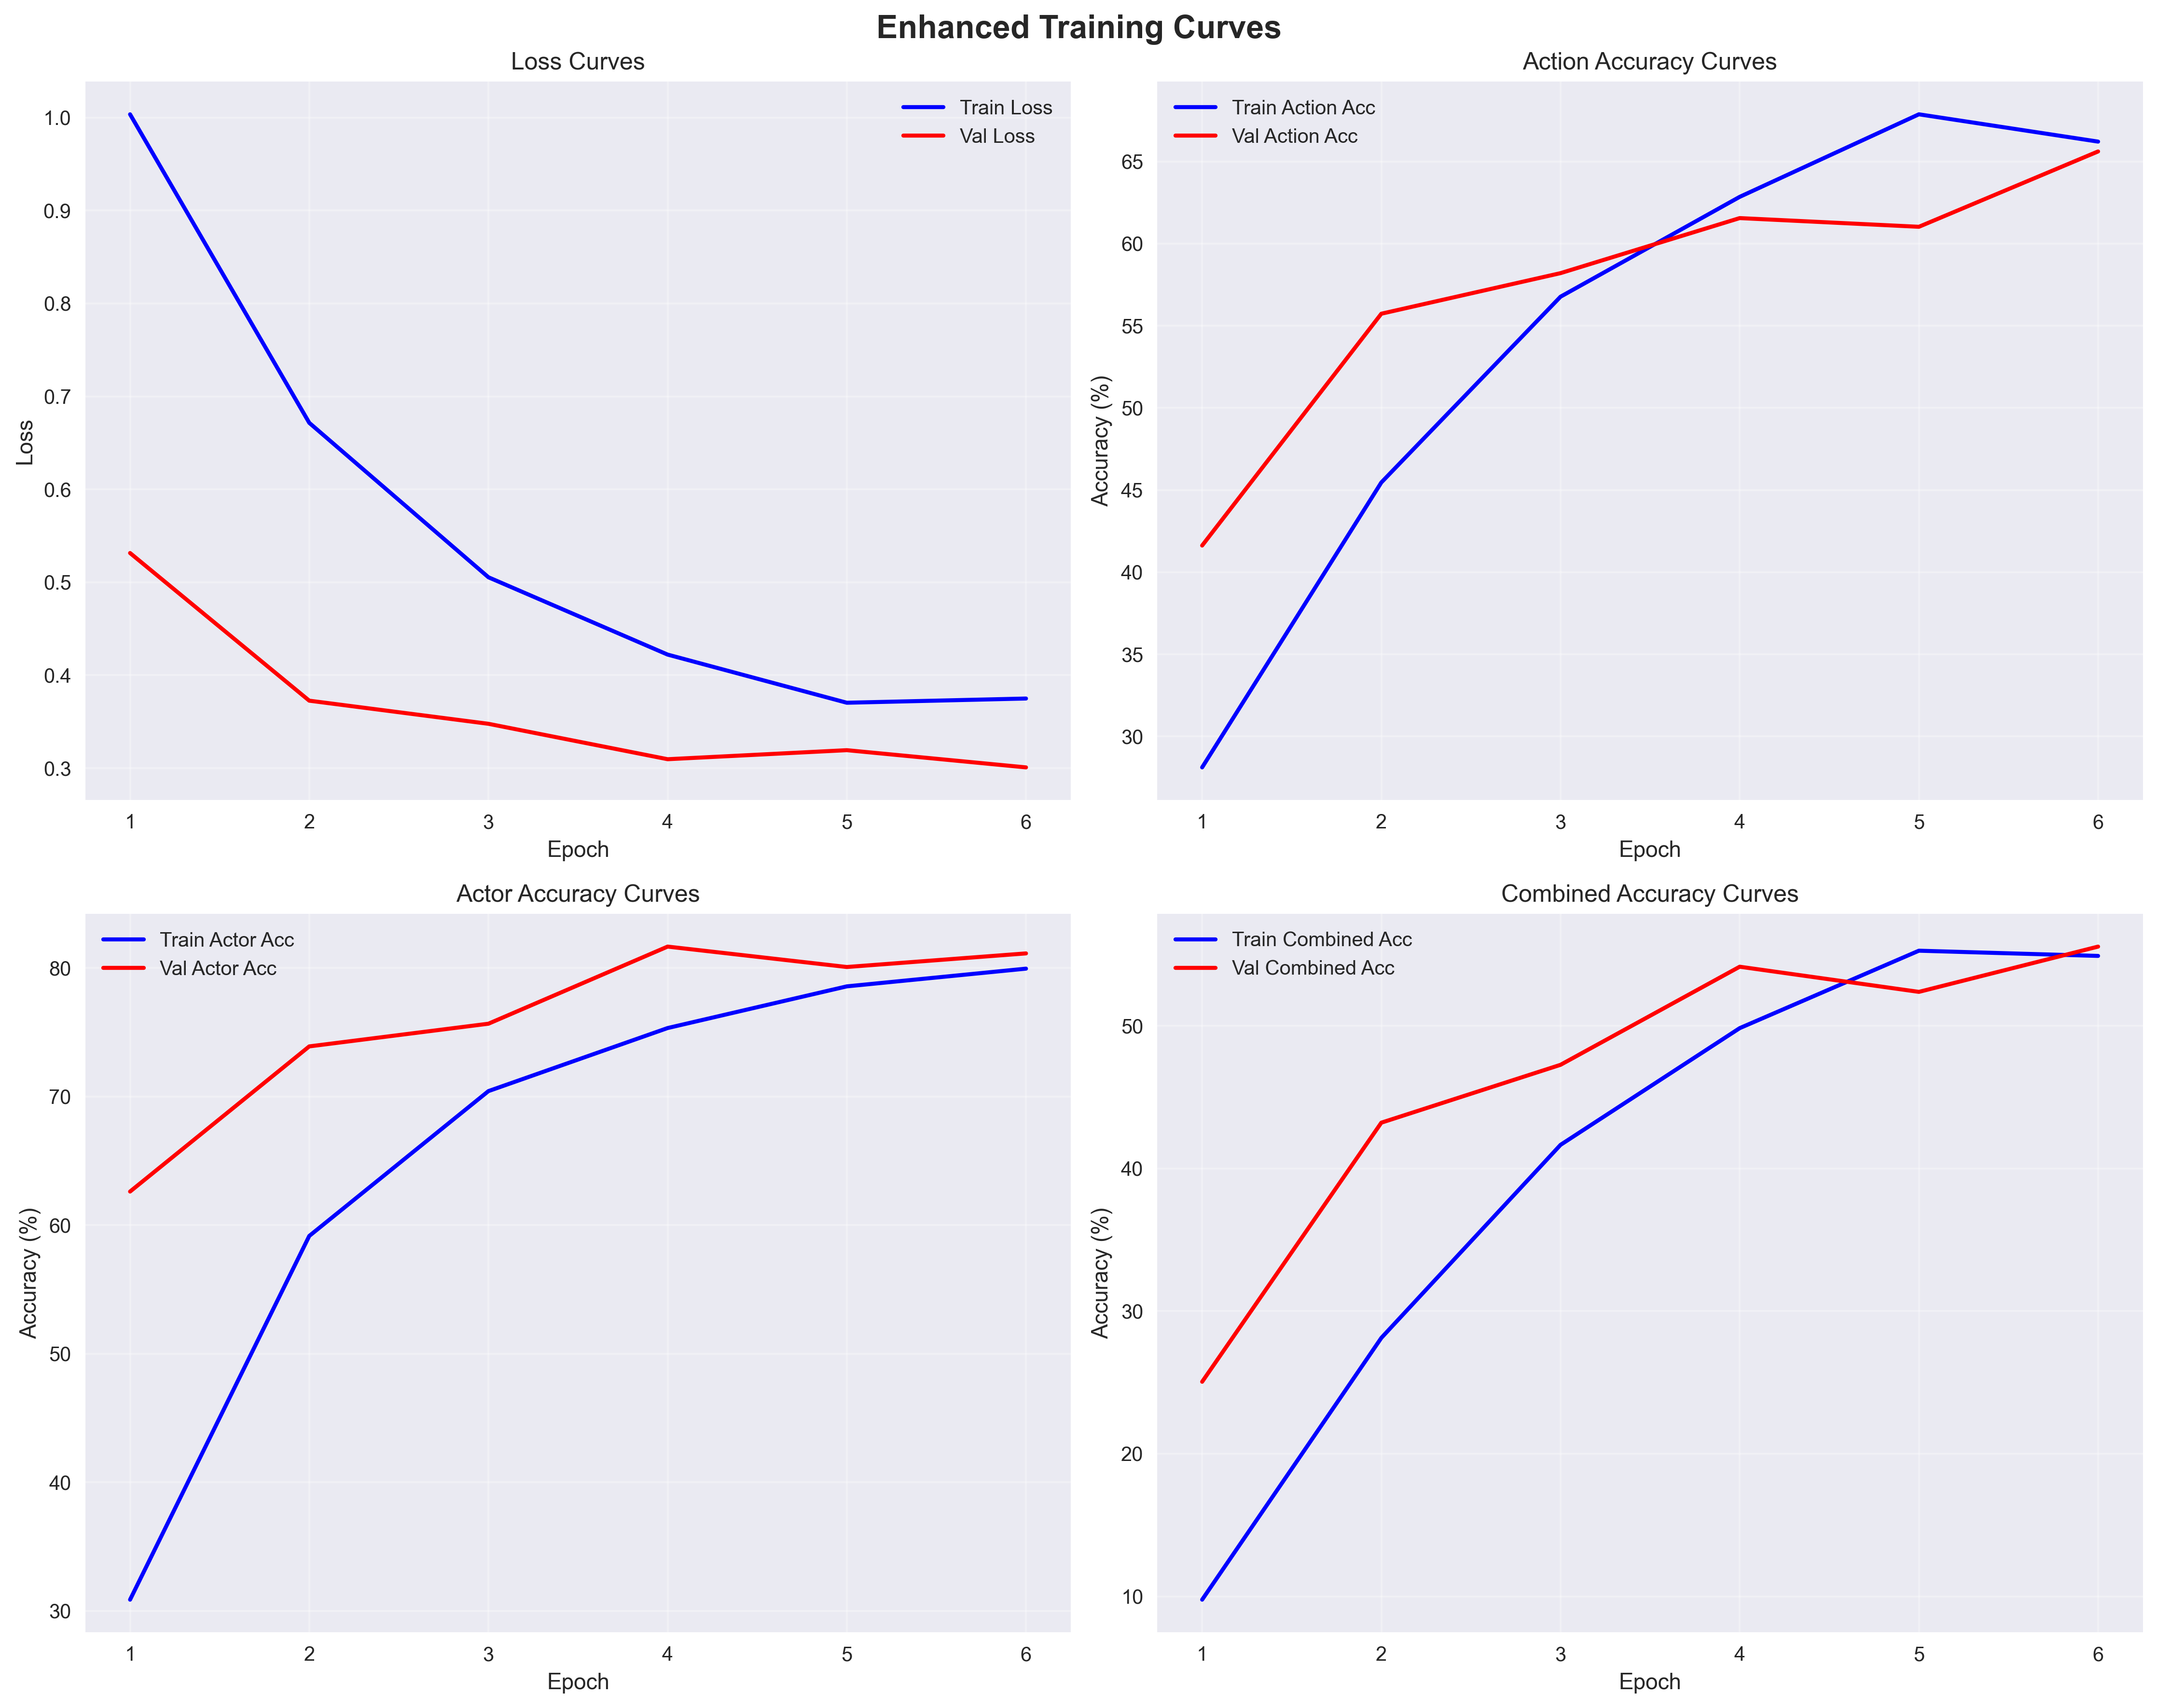 Enhanced Training Curves
Loss Curves
Train Loss
Val Loss
1.0
0.9
0.8
0.7
0.6
0.5
0.4
0.3
Loss
1 2 3 4 5 6
Epoch
Action Accuracy Curves
Train Action Acc
Val Action Acc
65
60
55
50
45
40
35
30
Accuracy (%)
1 2 3 4 5 6
Epoch
Actor Accuracy Curves
Train Actor Acc
Val Actor Acc
80
70
60
50
40
30
Accuracy (%)
1 2 3 4 5 6
Epoch
Combined Accuracy Curves
Train Combined Acc
Val Combined Acc
50
40
30
20
10
Accuracy (%)
1 2 3 4 5 6
Epoch